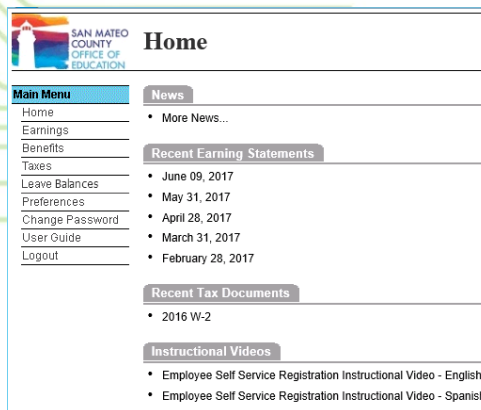 SAN MATEO
COUNTY
OFFICE OF
EDUCATION
Home
Main Menu
Home
Earnings
Benefits
Taxes
Leave Balances
Preferences
Change Password
User Guide
Logout
News
• More News...
Recent Earning Statements
• June 09, 2017
• May 31, 2017
• April 28, 2017
• March 31, 2017
• February 28, 2017
Recent Tax Documents
• 2016 W-2
Instructional Videos
• Employee Self Service Registration Instructional Video - English
• Employee Self Service Registration Instructional Video - Spanish